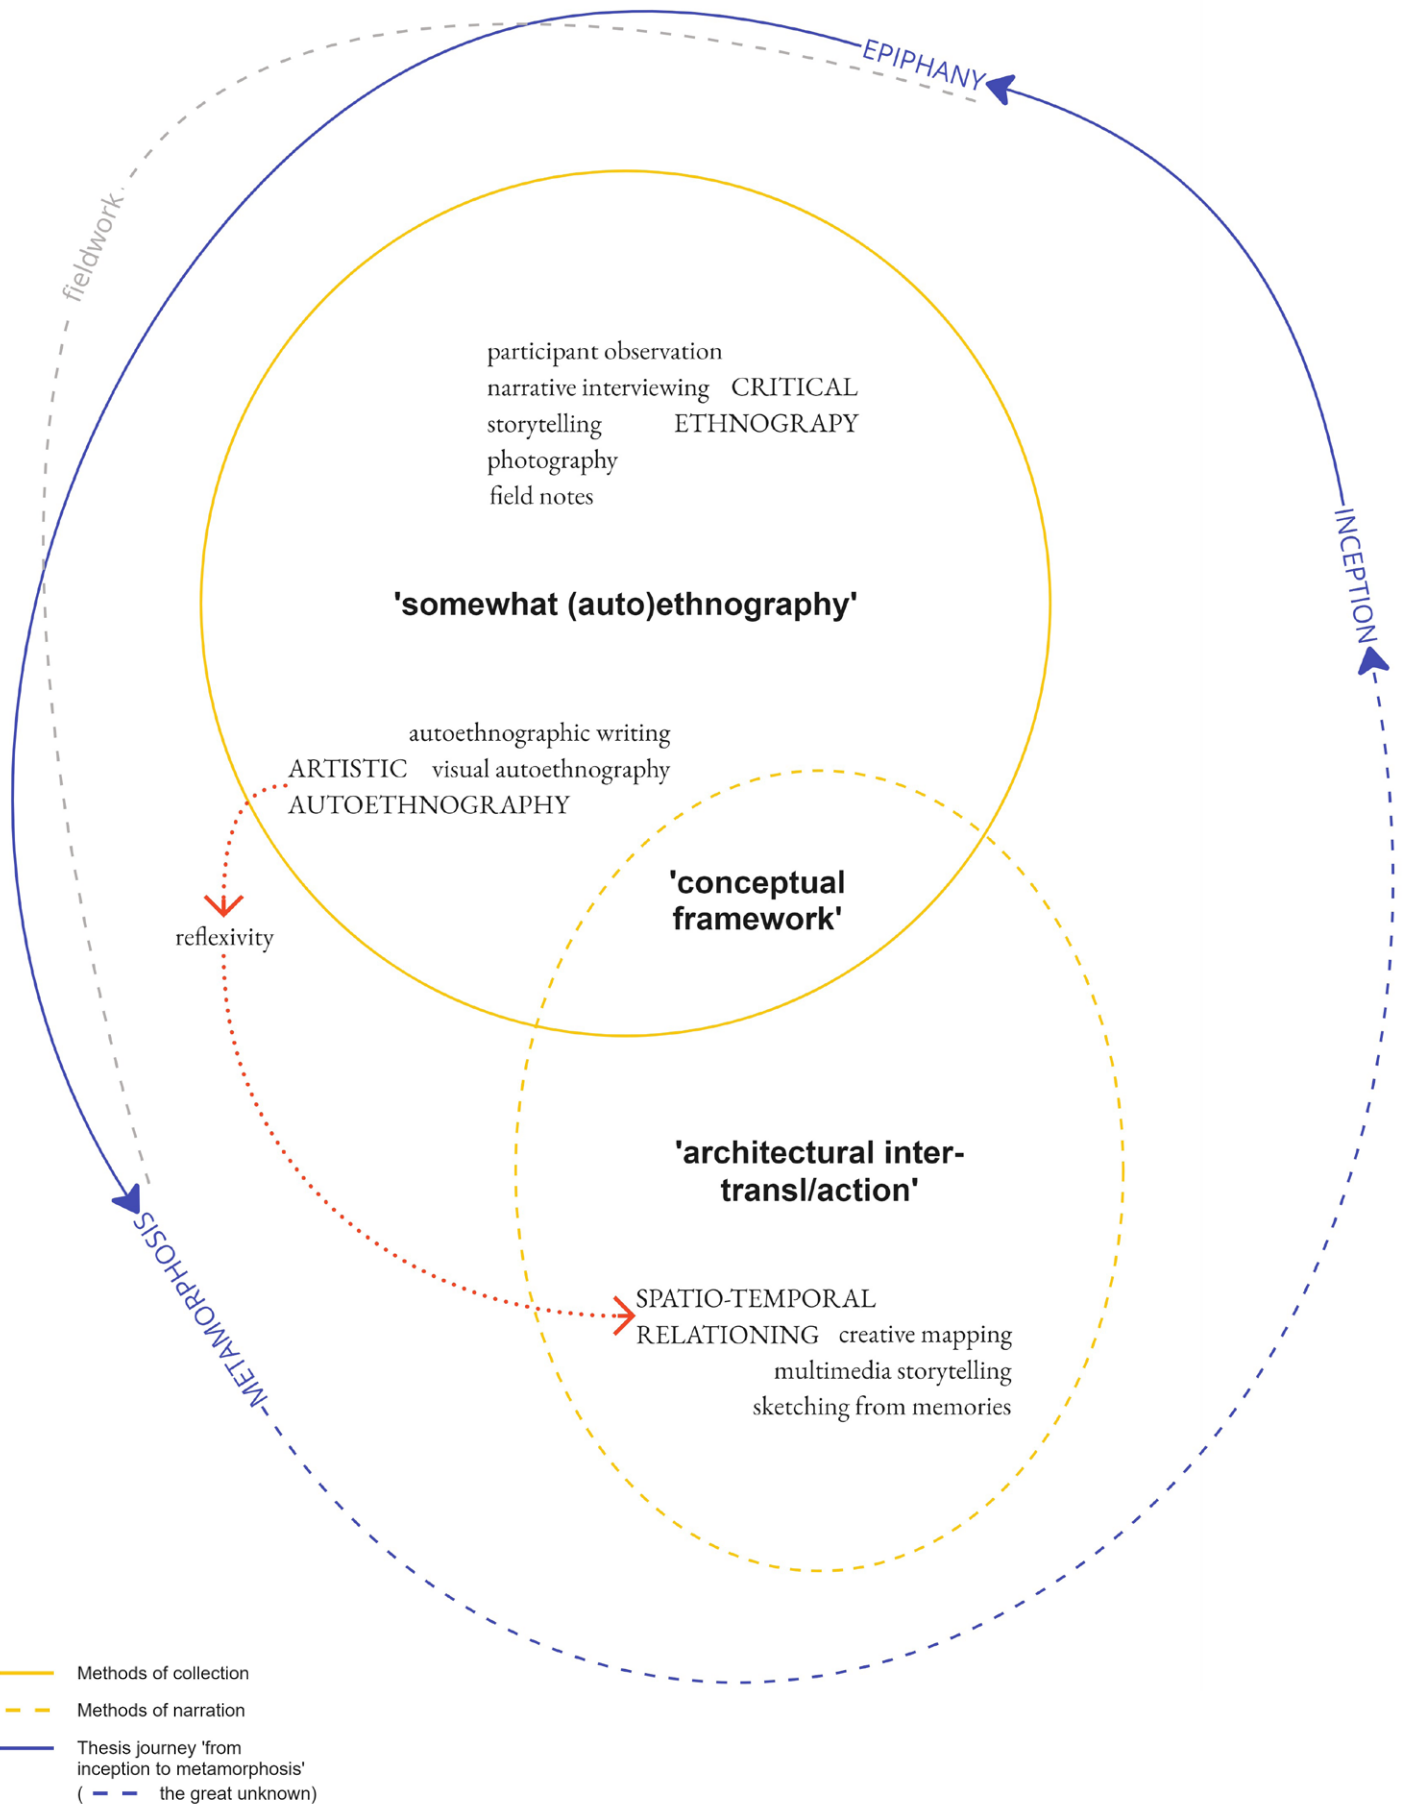 EPIPHANY
fieldwork
participant observation
narrative interviewing CRITICAL
storytelling ETHNOGRAPY
photography
field notes
INCEPTION
'somewhat (auto)ethnography'
autoethnographic writing
ARTISTIC visual autoethnography
AUTOETHNOGRAPHY
'conceptual
framework'
reflexivity
'architectural inter-
transl/action'
METAMORPHOSIS
SPATIO-TEMPORAL
RELATIONING creative mapping
multimedia storytelling
sketching from memories
Methods of collection
Methods of narration
Thesis journey 'from
inception to metamorphosis'
( the great unknown)